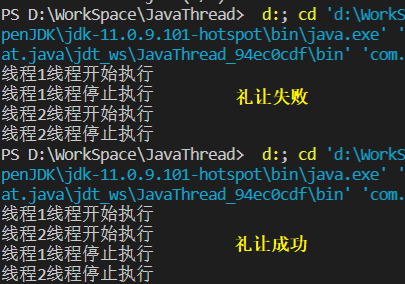 PS D:\WorkSpace\JavaThread>  d:; cd 'd:\WorkS
penJDK\jdk-11.0.9.101-hotspot\bin\java.exe' '
at.java\jdt_ws\JavaThread_94ec0cdf\bin' 'com.
线程1线程开始执行
线程1线程停止执行
线程2线程开始执行
线程2线程停止执行
礼让失败
PS D:\WorkSpace\JavaThread>  d:; cd 'd:\WorkS
penJDK\jdk-11.0.9.101-hotspot\bin\java.exe' '
at.java\jdt_ws\JavaThread_94ec0cdf\bin' 'com.
线程1线程开始执行
线程2线程开始执行
线程1线程停止执行
线程2线程停止执行
礼让成功